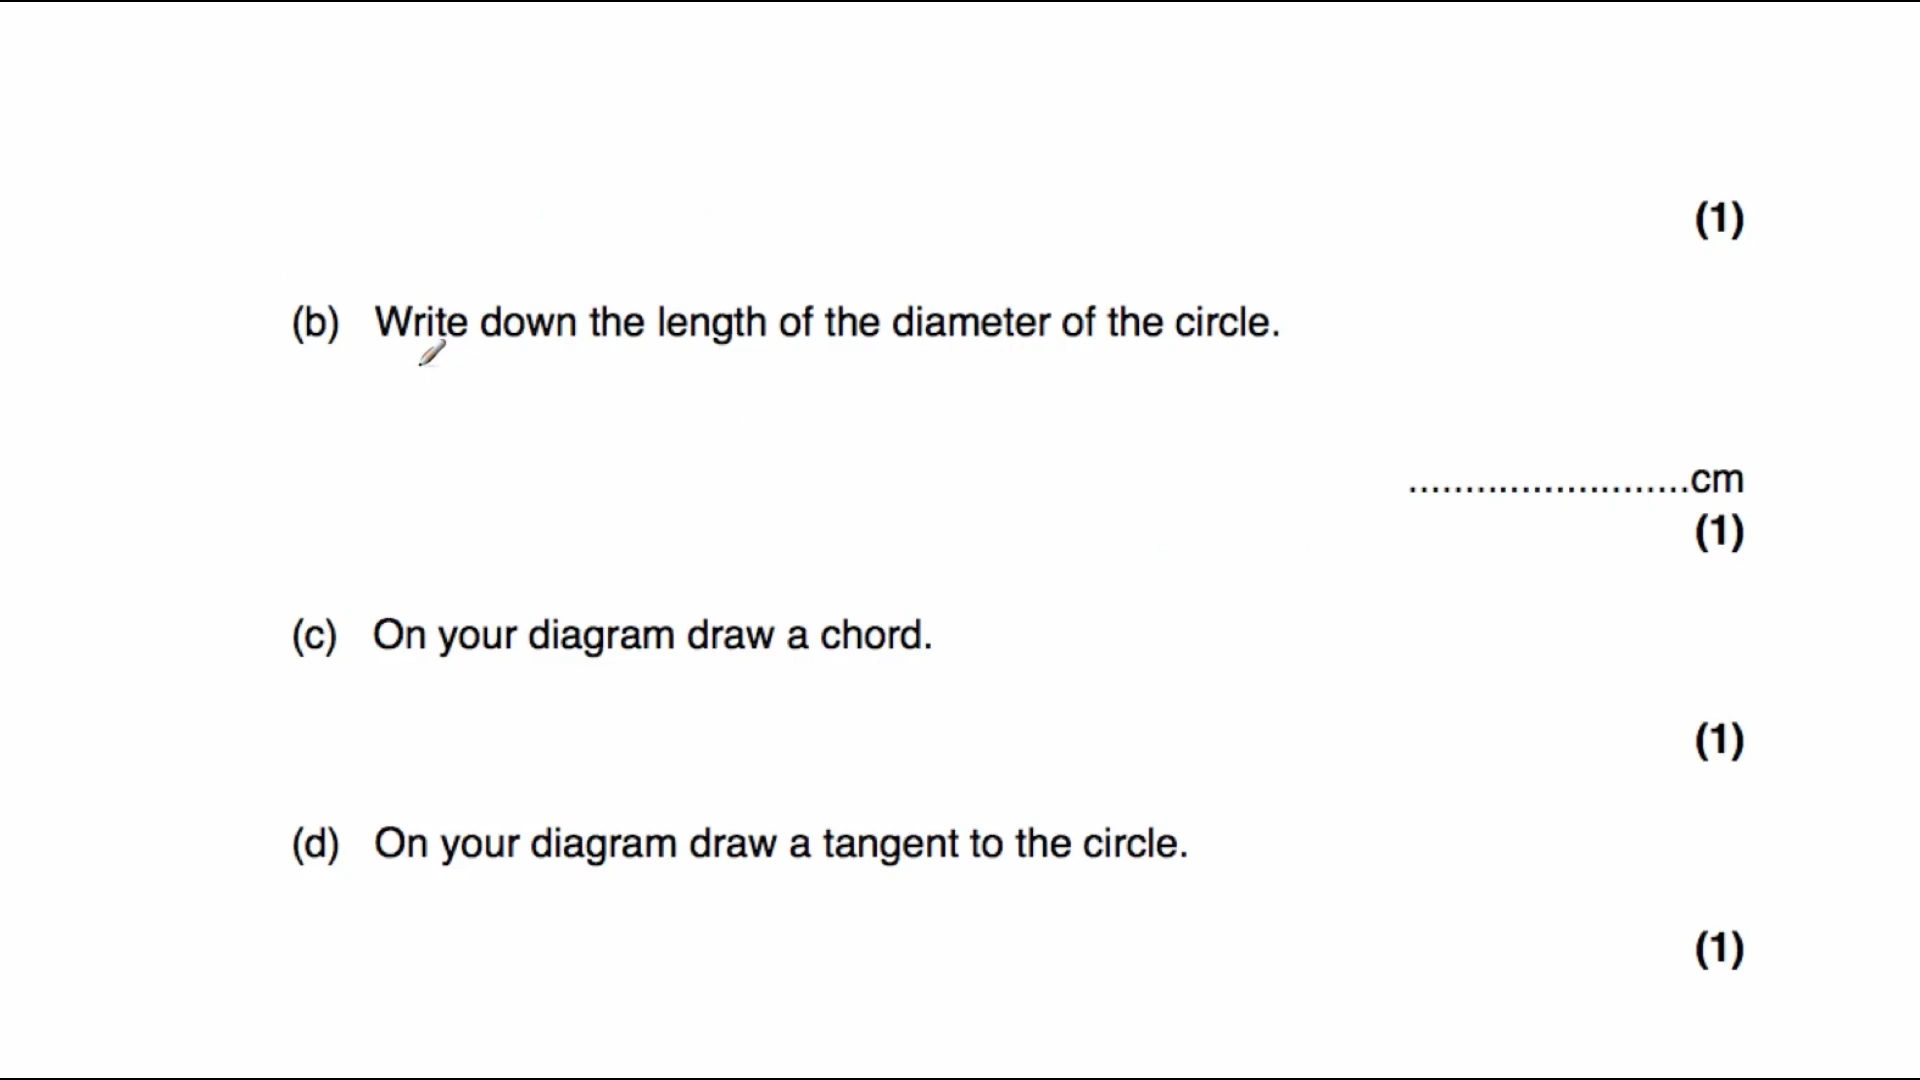 (1)
(b) Write down the length of the diameter of the circle.
.........................cm
(1)
(c) On your diagram draw a chord.
(1)
(d) On your diagram draw a tangent to the circle.
(1)